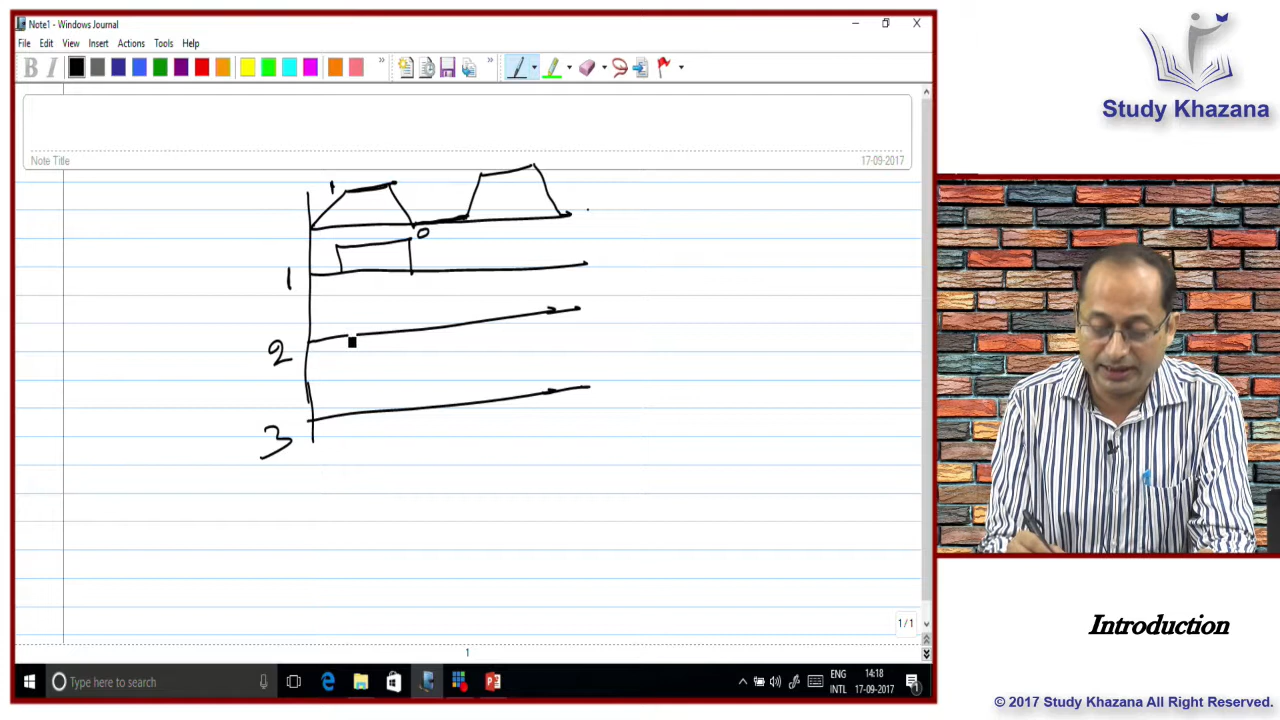 Note1 - Windows Journal
File Edit View Insert Actions Tools Help
B I
Study Khazana
Note Title
17-09-2017
1
0
1
2
3
1/1
1
Introduction
Type here to search
ENG
INTL
14:18
17-09-2017
1
© 2017 Study Khazana All Right Reserved.